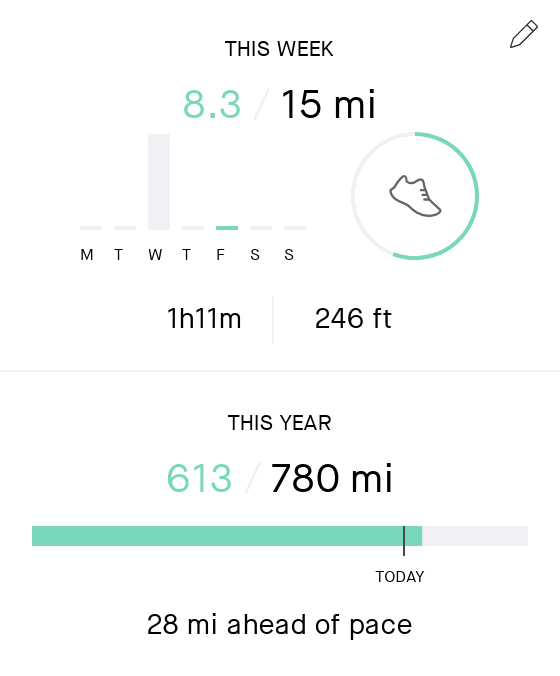 THIS WEEK
8.3 / 15 mi
M T W T F S S
1h11m 246 ft
THIS YEAR
613 / 780 mi
TODAY
28 mi ahead of pace